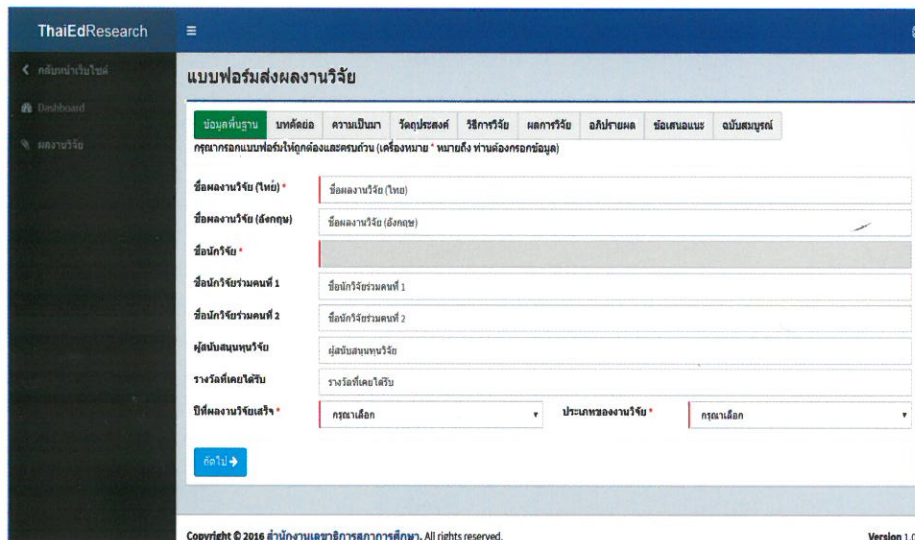 ThaiEdResearch
กลับหน้าเว็บไซต์
Dashboard
ผลงานวิจัย
แบบฟอร์มส่งผลงานวิจัย
ข้อมูลพื้นฐาน บทคัดย่อ ความเป็นมา วัตถุประสงค์ วิธีการวิจัย ผลการวิจัย อภิปรายผล ข้อเสนอแนะ ฉบับสมบูรณ์
กรุณากรอกแบบฟอร์มให้ถูกต้องและครบถ้วน (เครื่องหมาย * หมายถึง ท่านต้องกรอกข้อมูล)
ชื่อผลงานวิจัย (ไทย) * ชื่อผลงานวิจัย (ไทย)
ชื่อผลงานวิจัย (อังกฤษ) ชื่อผลงานวิจัย (อังกฤษ)
ชื่อนักวิจัย *
ชื่อนักวิจัยร่วมคนที่ 1 ชื่อนักวิจัยร่วมคนที่ 1
ชื่อนักวิจัยร่วมคนที่ 2 ชื่อนักวิจัยร่วมคนที่ 2
ผู้สนับสนุนทุนวิจัย ผู้สนับสนุนทุนวิจัย
รางวัลที่เคยได้รับ รางวัลที่เคยได้รับ
ปีที่ผลงานวิจัยเสร็จ * กรุณาเลือก ประเภทของงานวิจัย * กรุณาเลือก
ถัดไป
Copyright © 2016 สำนักงานเลขาธิการสภาการศึกษา. All rights reserved. Version 1.0